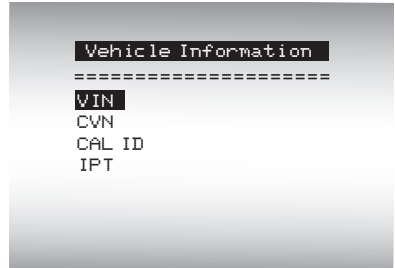 Vehicle Information
=====================
VIN
CVN
CAL ID
IPT